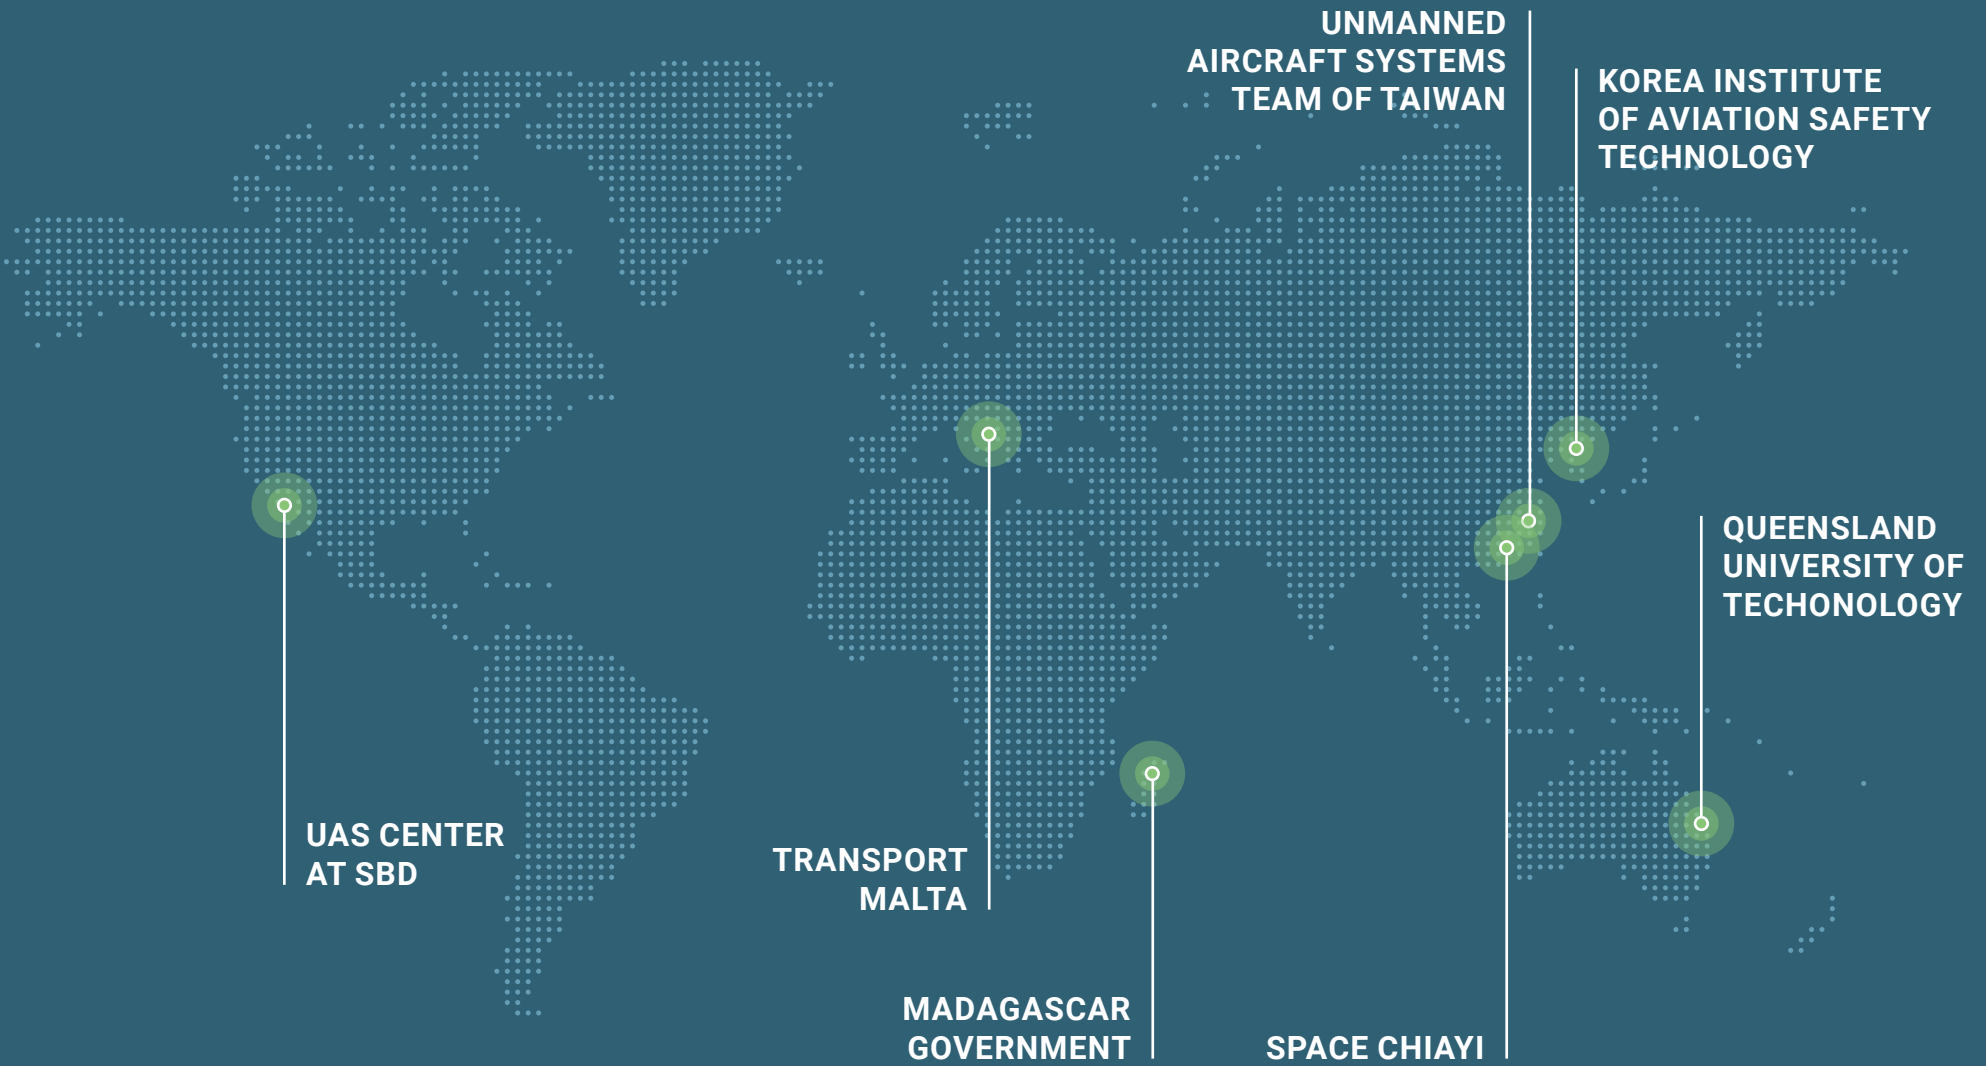 UNMANNED
AIRCRAFT SYSTEMS
TEAM OF TAIWAN
KOREA INSTITUTE
OF AVIATION SAFETY
TECHNOLOGY
QUEENSLAND
UNIVERSITY OF
TECHONOLOGY
UAS CENTER
AT SBD
TRANSPORT
MALTA
MADAGASCAR
GOVERNMENT
SPACE CHIAYI